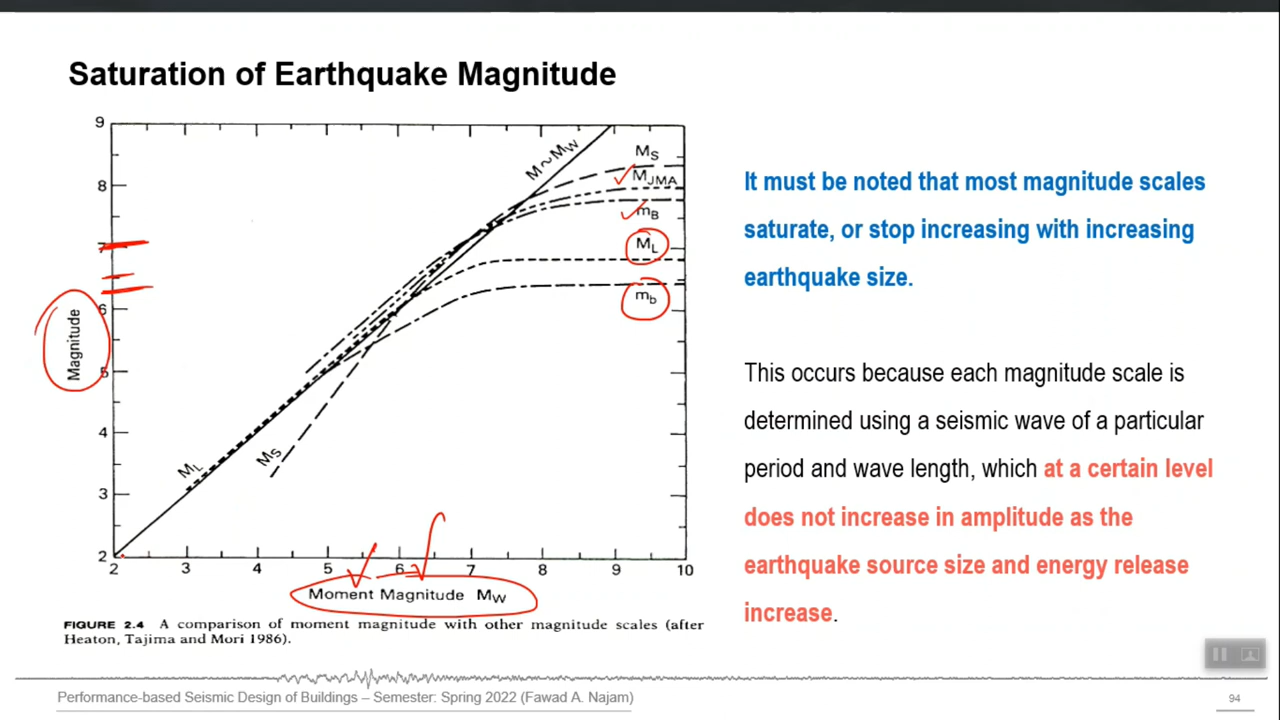 Saturation of Earthquake Magnitude
9
8
7
6
5
4
3
2
Magnitude
M~MW
MS
MJMA
mB
ML
mb
ML
MS
2 3 4 5 6 7 8 9 10
Moment Magnitude MW
FIGURE 2.4 A comparison of moment magnitude with other magnitude scales (after
Heaton, Tajima and Mori 1986).
It must be noted that most magnitude scales
saturate, or stop increasing with increasing
earthquake size.
This occurs because each magnitude scale is
determined using a seismic wave of a particular
period and wave length, which at a certain level
does not increase in amplitude as the
earthquake source size and energy release
increase.
Performance-based Seismic Design of Buildings – Semester: Spring 2022 (Fawad A. Najam)
94